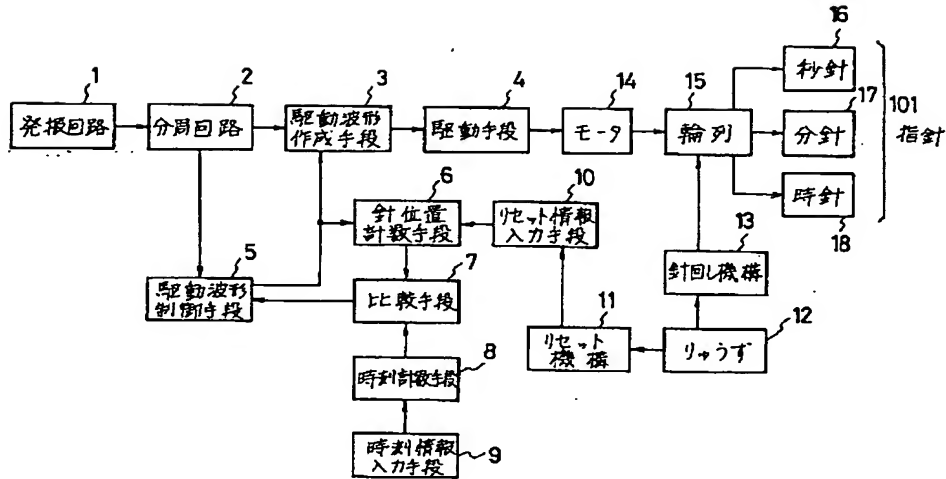 16
秒針
1
発振回路
2
分周回路
3
駆動波形
作成手段
4
駆動手段
14
モータ
15
輪列
17
分針
101
指針
時針
18
6
針位置
計数手段
10
リセット情報
入力手段
13
針回し機構
5
駆動波形
制御手段
7
比較手段
11
リセット
機構
12
りゅうず
8
時刻計数手段
時刻情報
入力手段
9